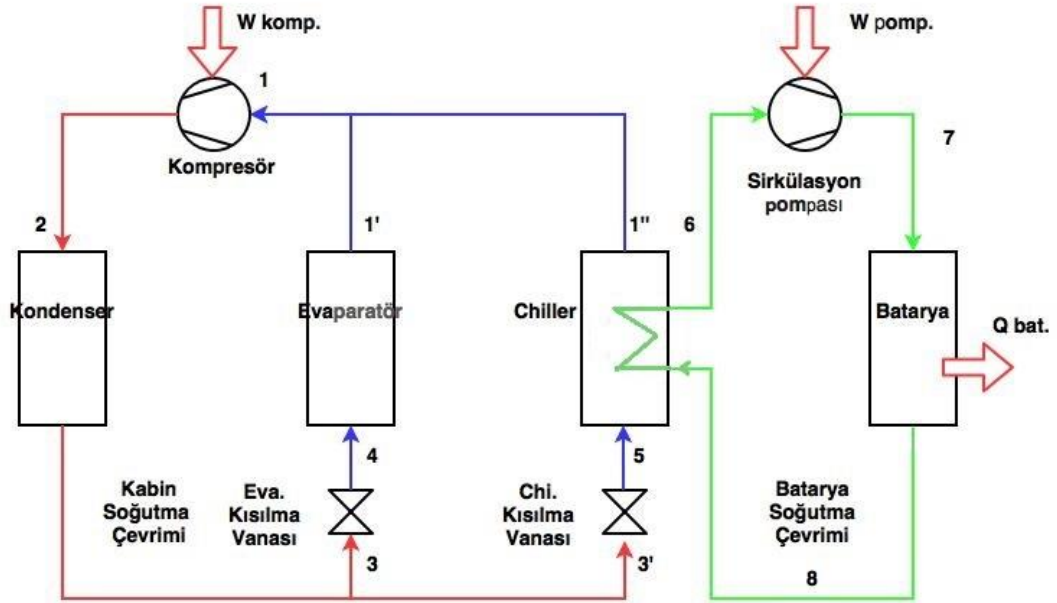 W komp.
W pomp.
1
Kompresör
7
Sirkülasyon
pompası
2
1'
1"
6
Kondenser
Evaparatör
Chiller
Batarya
Q bat.
4
5
Kabin
Soğutma
Çevrimi
Eva.
Kısılma
Vanası
Chi.
Kısılma
Vanası
Batarya
Soğutma
Çevrimi
3
3'
8